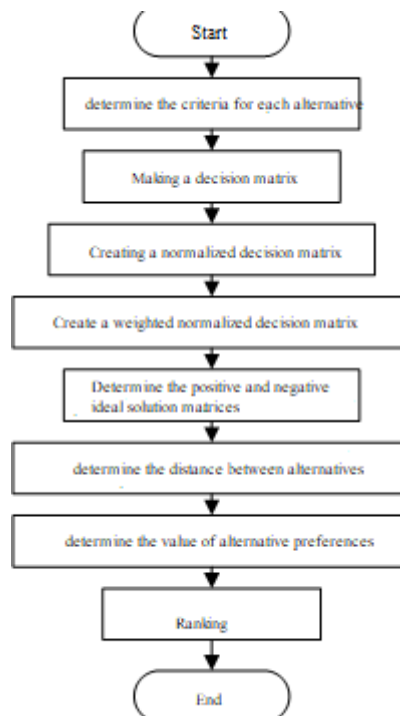 Start
determine the criteria for each alternative
Making a decision matrix
Creating a normalized decision matrix
Create a weighted normalized decision matrix
Determine the positive and negative
ideal solution matrices
determine the distance between alternatives
determine the value of alternative preferences
Ranking
End